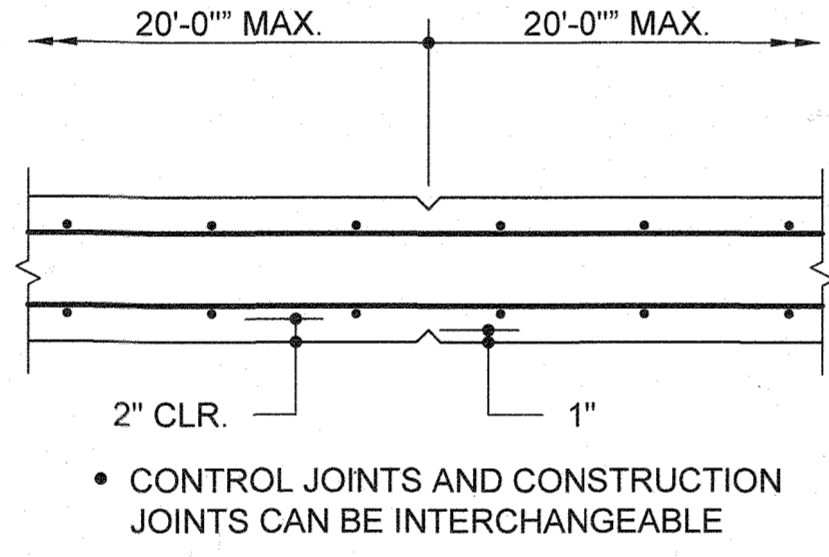 20'-0"" MAX.
20'-0"" MAX.
2" CLR.
1"
• CONTROL JOINTS AND CONSTRUCTION
JOINTS CAN BE INTERCHANGEABLE